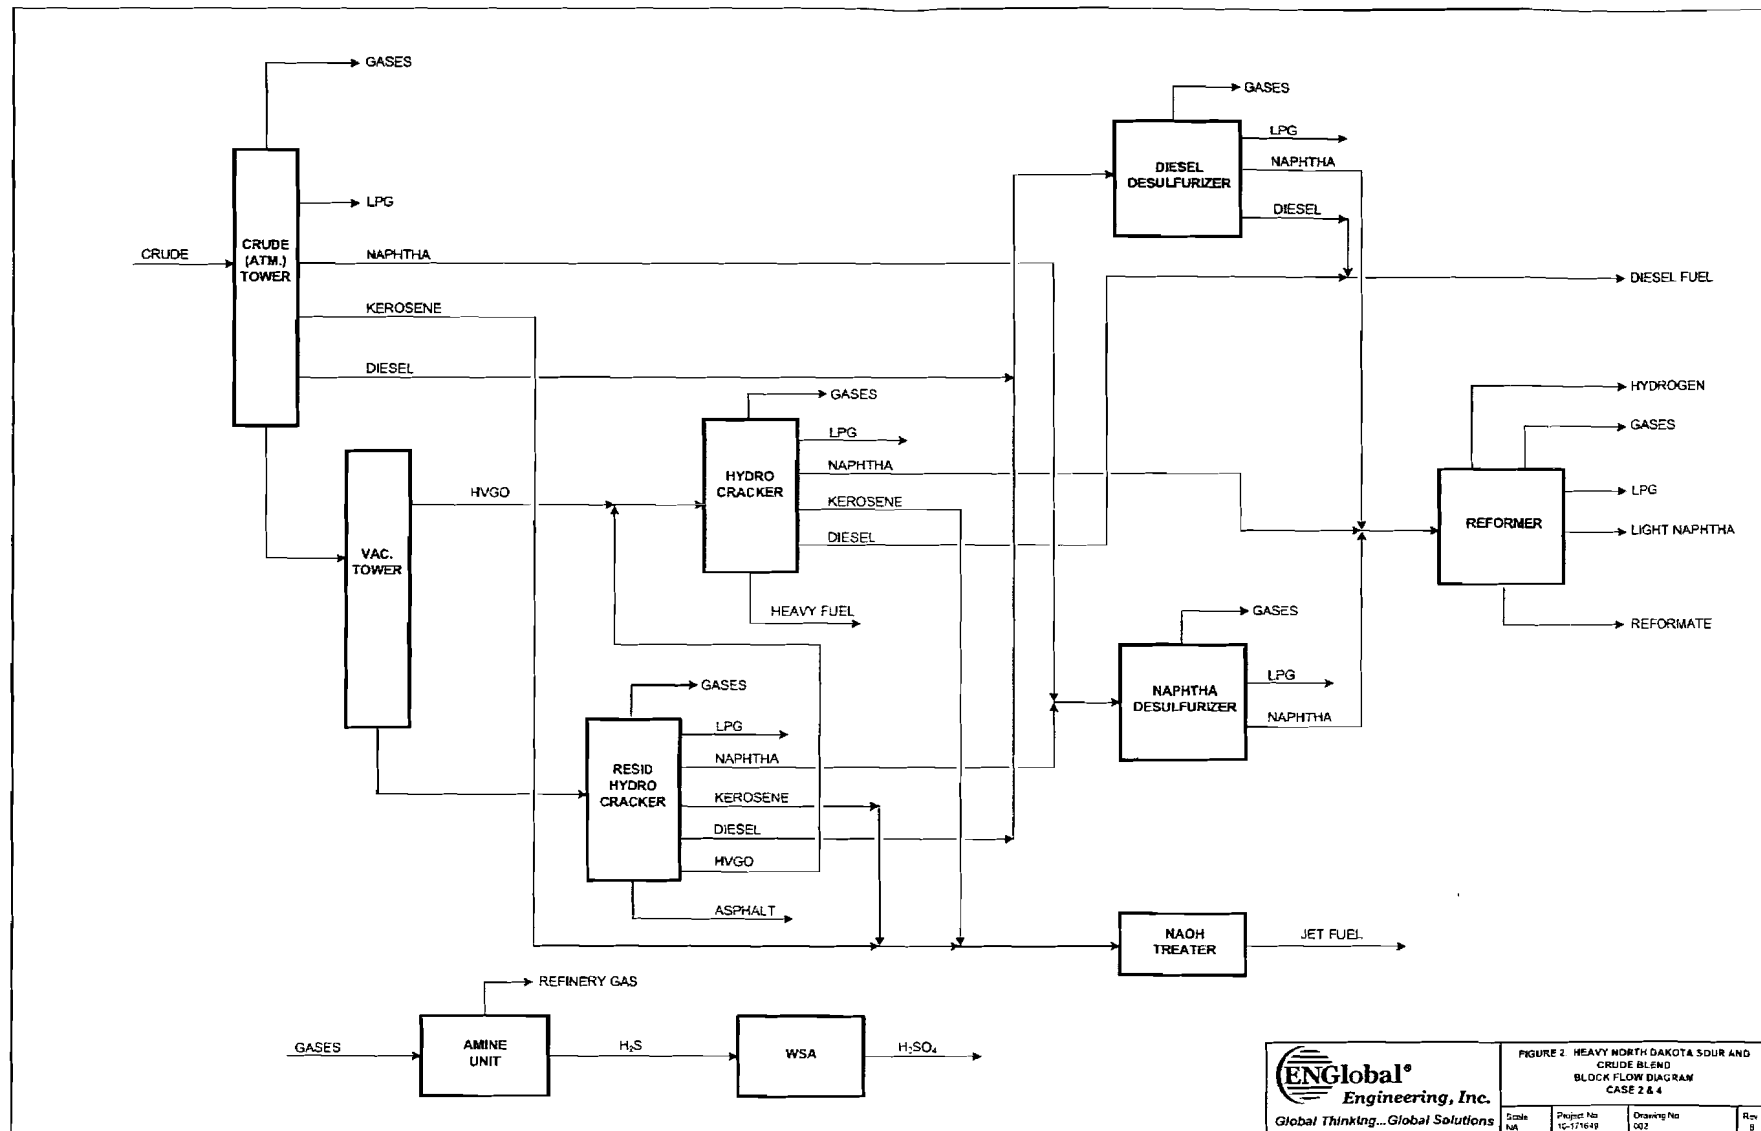 GASES
LPG
CRUDE
CRUDE
(ATM.)
TOWER
NAPHTHA
KEROSENE
DIESEL
VAC.
TOWER
HVGO
GASES
HYDRO
CRACKER
LPG
NAPHTHA
KEROSENE
DIESEL
HEAVY FUEL
GASES
RESID
HYDRO
CRACKER
LPG
NAPHTHA
KEROSENE
DIESEL
HVGO
ASPHALT
GASES
DIESEL
DESULFURIZER
LPG
NAPHTHA
DIESEL
DIESEL FUEL
HYDROGEN
GASES
REFORMER
LPG
LIGHT NAPHTHA
REFORMATE
GASES
NAPHTHA
DESULFURIZER
LPG
NAPHTHA
NAOH
TREATER
JET FUEL
REFINERY GAS
GASES
AMINE
UNIT
H₂S
WSA
H₂SO₄
ENGlobal®
Engineering, Inc.
Global Thinking...Global Solutions
FIGURE 2 HEAVY NORTH DAKOTA SOUR AND
CRUDE BLEND
BLOCK FLOW DIAGRAM
CASE 2 & 4
Scale
NA
Project No
10-171649
Drawing No
002
Rev
B